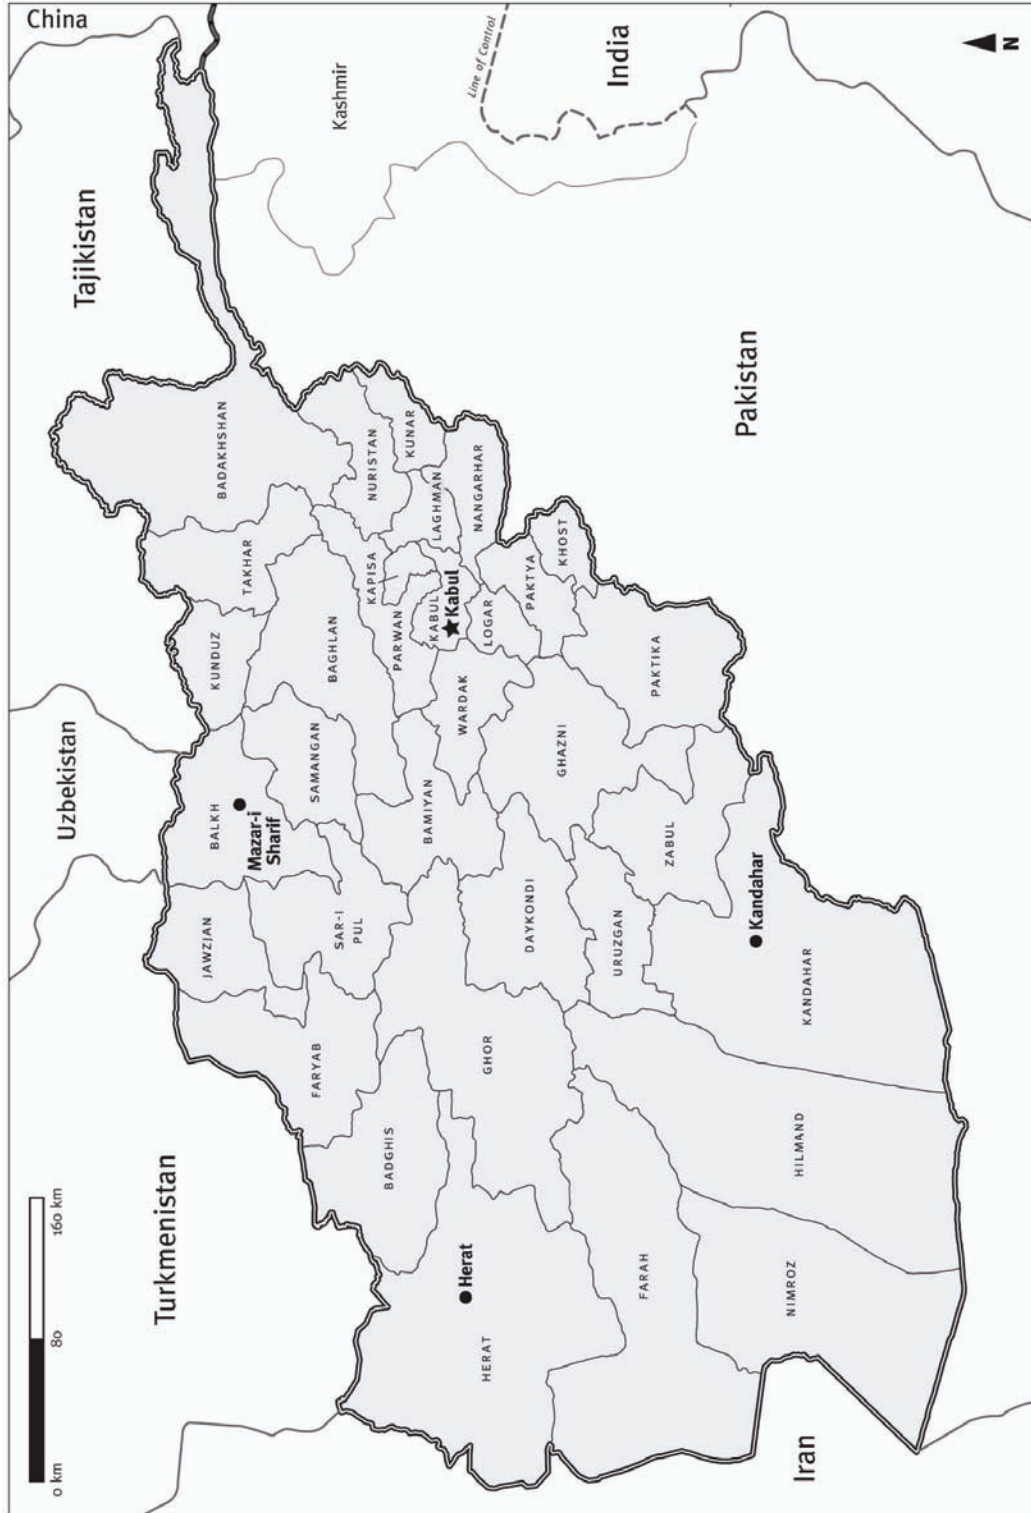 China
Tajikistan
Uzbekistan
Turkmenistan
Kashmir
Line of Control
India
N
Pakistan
Iran
0 km
80
160 km
BADAKHSHAN
TAKHAR
KUNDUZ
BALKH
Mazar-i
Sharif
JAWZJAN
FARYAB
SAR-I
PUL
SAMANGAN
BAGHLAN
NURISTAN
KUNAR
LAGHMAN
NANGARHAR
KAPISA
PARWAN
KABUL
Kabul
LOGAR
WARDAK
BAMIYAN
PAKTYA
KHOST
PAKTIKA
GHAZNI
ZABUL
DAYKONDI
URUZGAN
GHOR
BADGHIS
Herat
HERAT
FARAH
NIMROZ
HILMAND
KANDAHAR
Kandahar